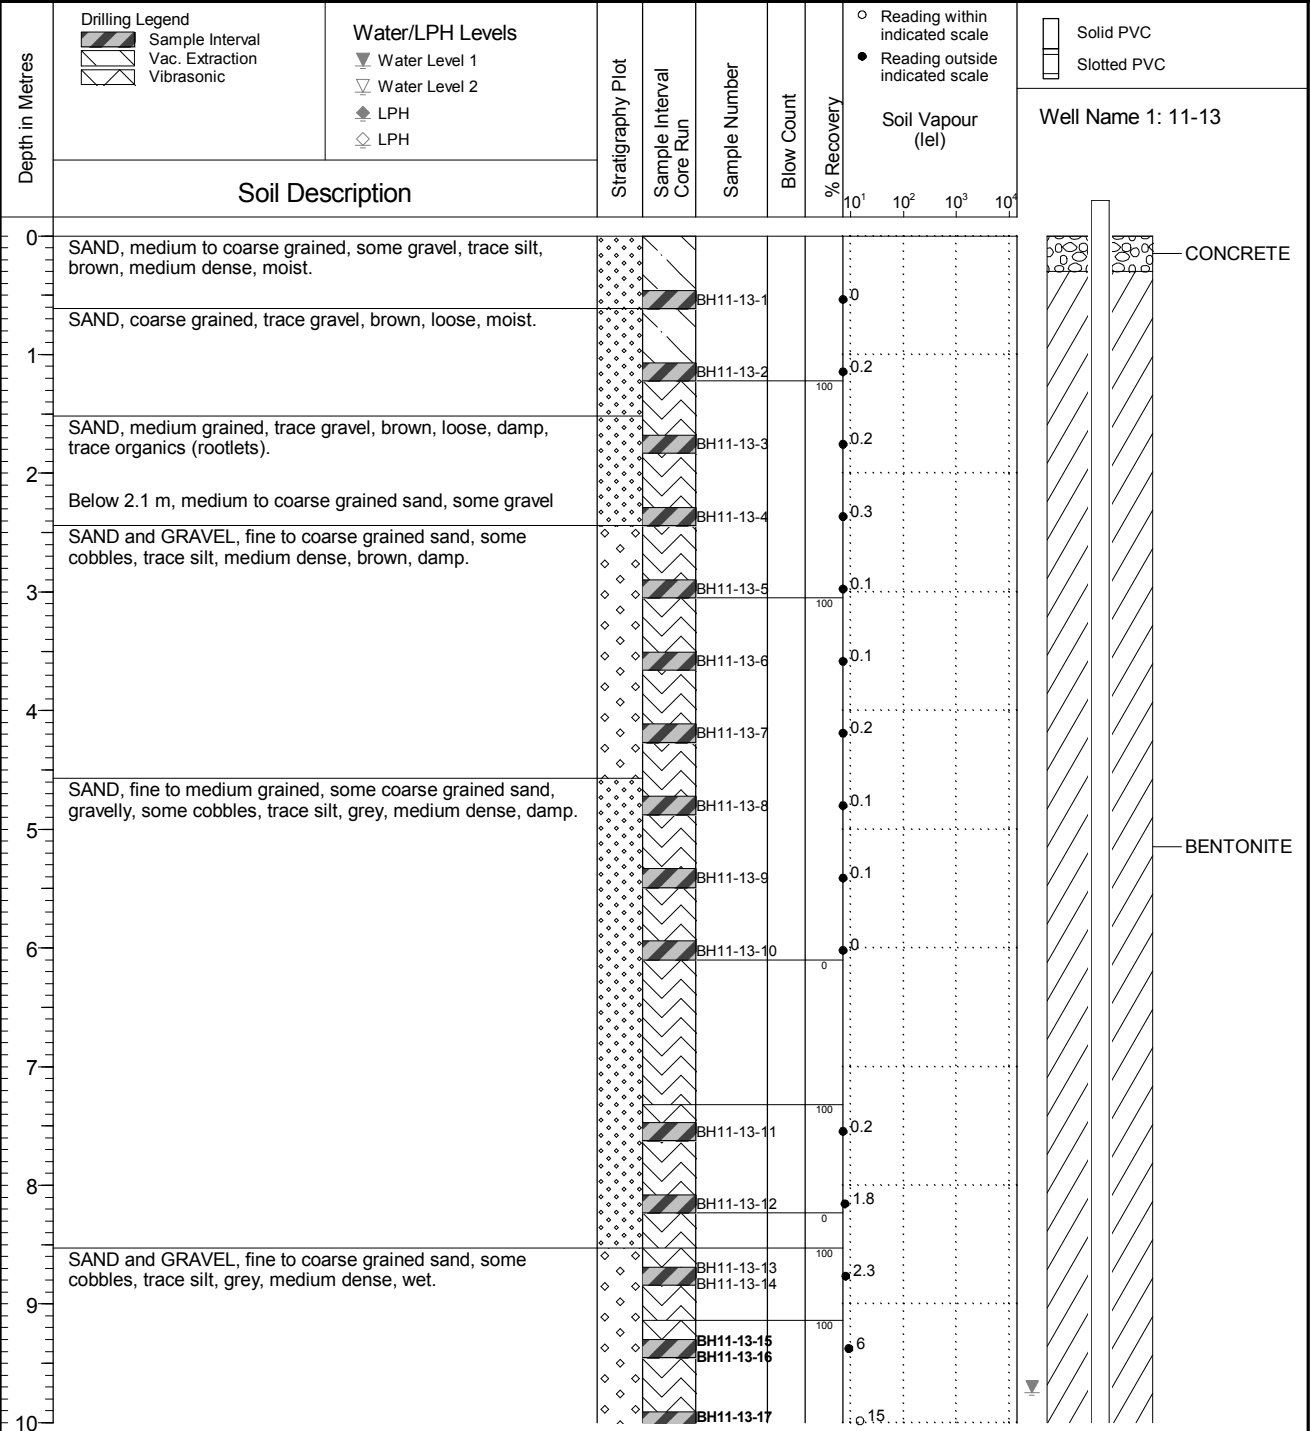 Drilling Legend
Sample Interval
Vac. Extraction
Vibrasonic
Water/LPH Levels
Water Level 1
Water Level 2
LPH
LPH
Depth in Metres
Soil Description
Stratigraphy Plot
Sample Interval
Core Run
Sample Number
Blow Count
% Recovery
Reading within
indicated scale
Reading outside
indicated scale
Soil Vapour
(lel)
10¹ 10² 10³ 10⁴
Solid PVC
Slotted PVC
Well Name 1: 11-13
0
SAND, medium to coarse grained, some gravel, trace silt,
brown, medium dense, moist.
CONCRETE
BH11-13-1 0
SAND, coarse grained, trace gravel, brown, loose, moist.
1
BH11-13-2 0.2
100
SAND, medium grained, trace gravel, brown, loose, damp,
trace organics (rootlets).
BH11-13-3 0.2
2
Below 2.1 m, medium to coarse grained sand, some gravel
BH11-13-4 0.3
SAND and GRAVEL, fine to coarse grained sand, some
cobbles, trace silt, medium dense, brown, damp.
3
BH11-13-5 0.1
100
BH11-13-6 0.1
4
BH11-13-7 0.2
SAND, fine to medium grained, some coarse grained sand,
gravelly, some cobbles, trace silt, grey, medium dense, damp.
BH11-13-8 0.1
5
BENTONITE
BH11-13-9 0.1
6
BH11-13-10 0
0
7
100
BH11-13-11 0.2
8
BH11-13-12 1.8
0
100
SAND and GRAVEL, fine to coarse grained sand, some
cobbles, trace silt, grey, medium dense, wet.
BH11-13-13
BH11-13-14
2.3
9
100
BH11-13-15
BH11-13-16
6
10
BH11-13-17 15